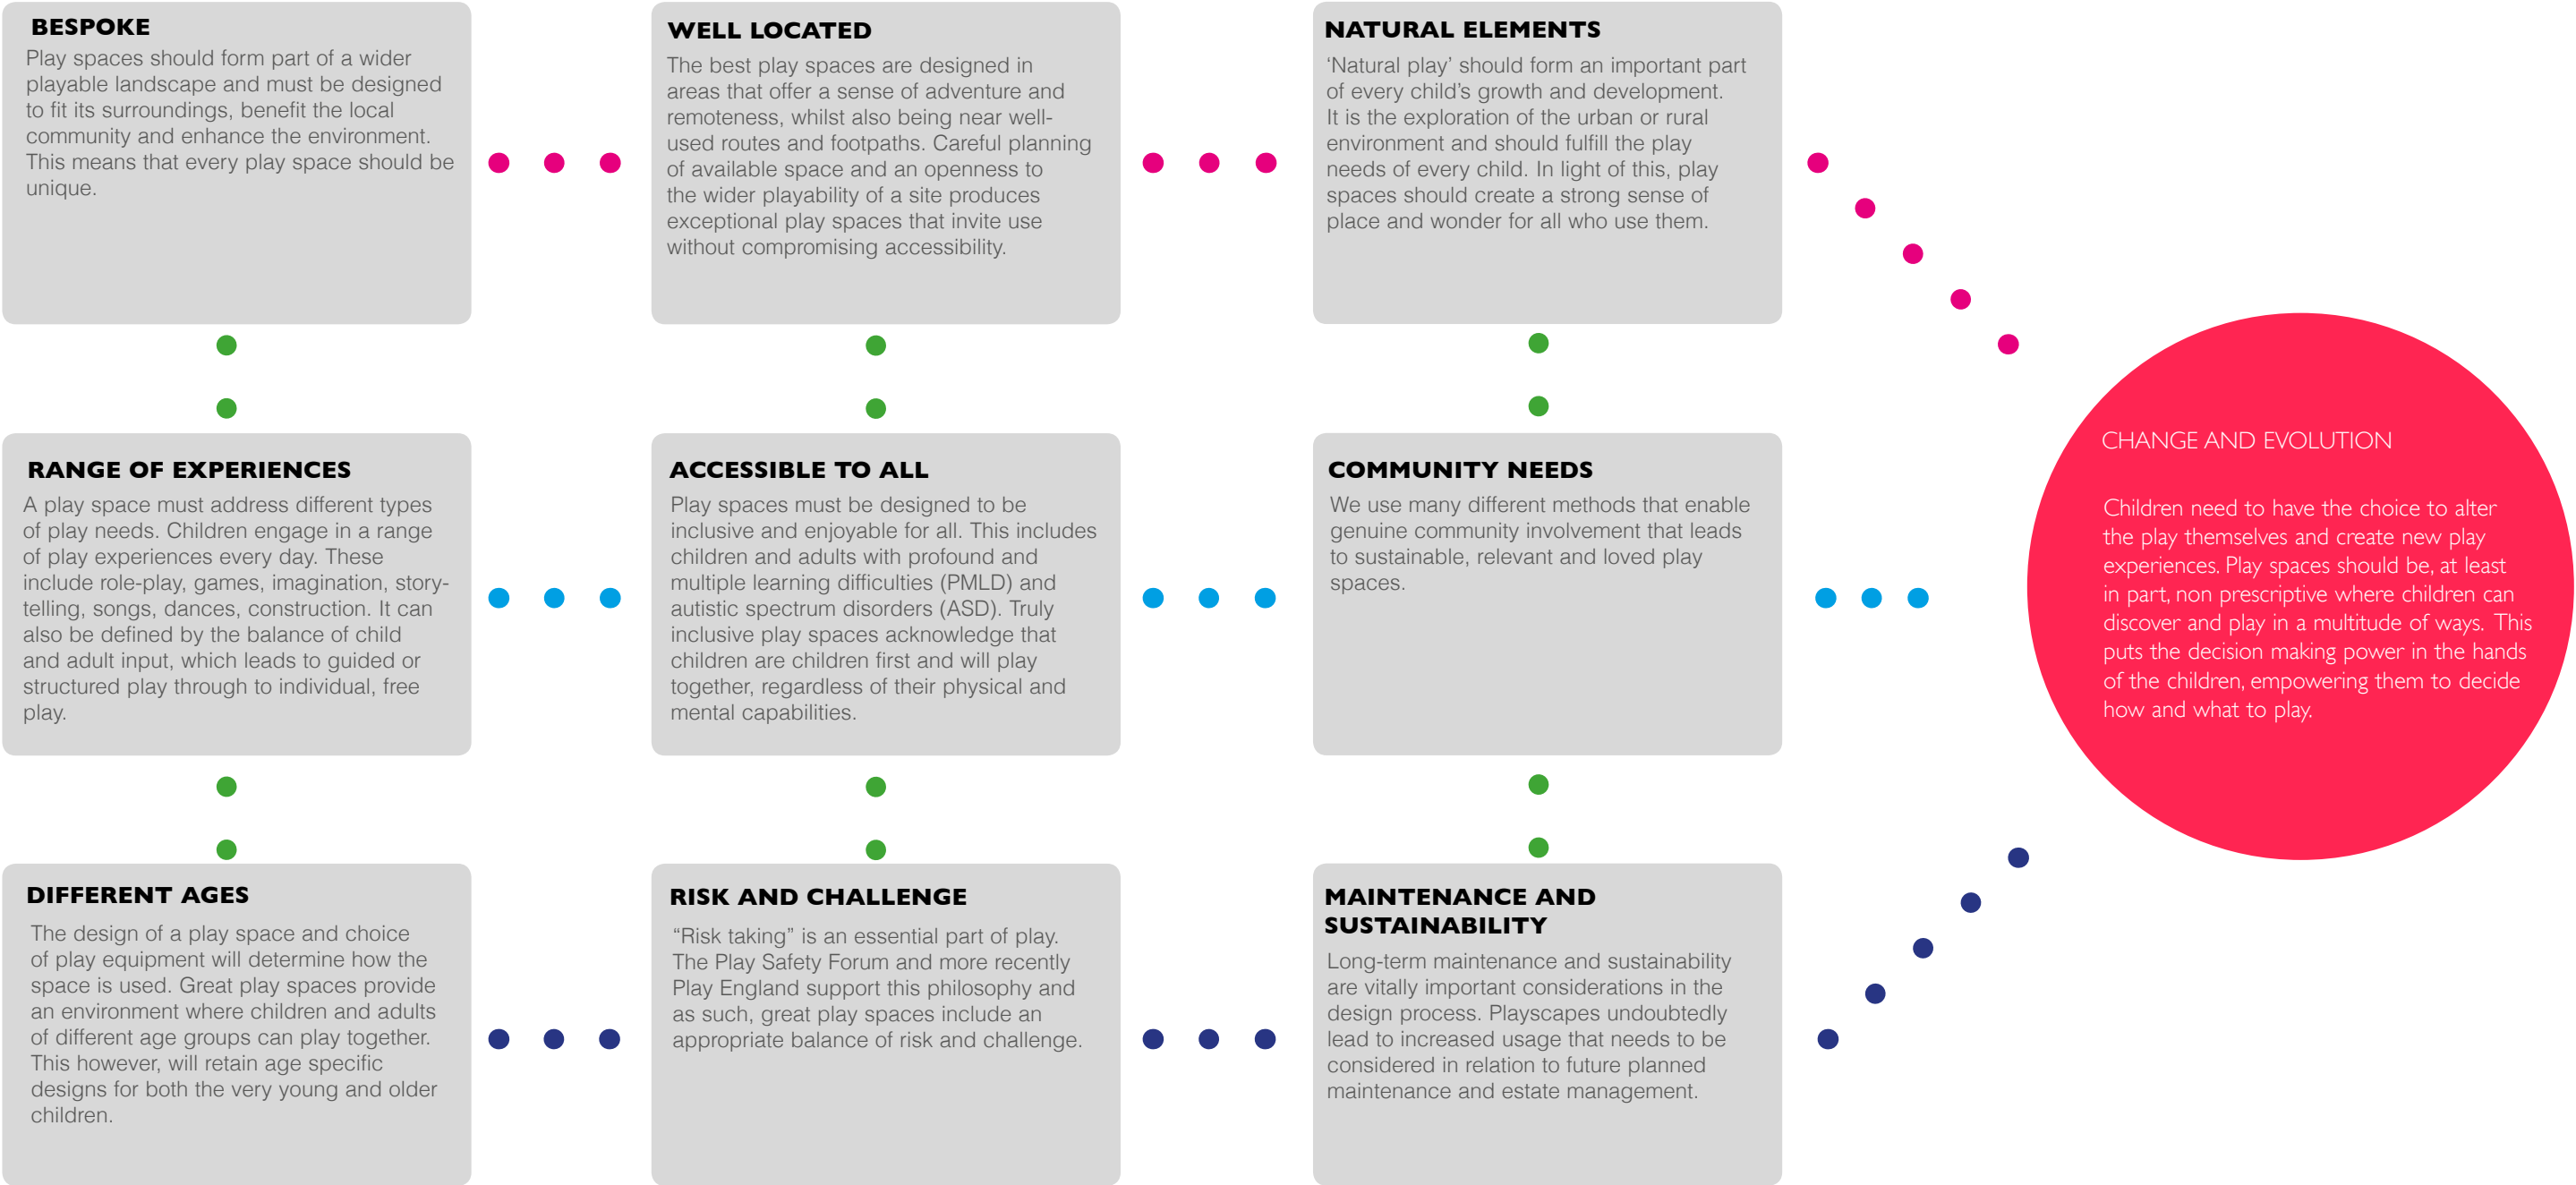 BESPOKE
Play spaces should form part of a wider
playable landscape and must be designed
to fit its surroundings, benefit the local
community and enhance the environment.
This means that every play space should be
unique.
WELL LOCATED
The best play spaces are designed in
areas that offer a sense of adventure and
remoteness, whilst also being near well-
used routes and footpaths. Careful planning
of available space and an openness to
the wider playability of a site produces
exceptional play spaces that invite use
without compromising accessibility.
NATURAL ELEMENTS
‘Natural play’ should form an important part
of every child’s growth and development.
It is the exploration of the urban or rural
environment and should fulfill the play
needs of every child. In light of this, play
spaces should create a strong sense of
place and wonder for all who use them.
RANGE OF EXPERIENCES
A play space must address different types
of play needs. Children engage in a range
of play experiences every day. These
include role-play, games, imagination, story-
telling, songs, dances, construction. It can
also be defined by the balance of child
and adult input, which leads to guided or
structured play through to individual, free
play.
ACCESSIBLE TO ALL
Play spaces must be designed to be
inclusive and enjoyable for all. This includes
children and adults with profound and
multiple learning difficulties (PMLD) and
autistic spectrum disorders (ASD). Truly
inclusive play spaces acknowledge that
children are children first and will play
together, regardless of their physical and
mental capabilities.
COMMUNITY NEEDS
We use many different methods that enable
genuine community involvement that leads
to sustainable, relevant and loved play
spaces.
CHANGE AND EVOLUTION
Children need to have the choice to alter
the play themselves and create new play
experiences. Play spaces should be, at least
in part, non prescriptive where children can
discover and play in a multitude of ways. This
puts the decision making power in the hands
of the children, empowering them to decide
how and what to play.
DIFFERENT AGES
The design of a play space and choice
of play equipment will determine how the
space is used. Great play spaces provide
an environment where children and adults
of different age groups can play together.
This however, will retain age specific
designs for both the very young and older
children.
RISK AND CHALLENGE
“Risk taking” is an essential part of play.
The Play Safety Forum and more recently
Play England support this philosophy and
as such, great play spaces include an
appropriate balance of risk and challenge.
MAINTENANCE AND
SUSTAINABILITY
Long-term maintenance and sustainability
are vitally important considerations in the
design process. Playscapes undoubtedly
lead to increased usage that needs to be
considered in relation to future planned
maintenance and estate management.